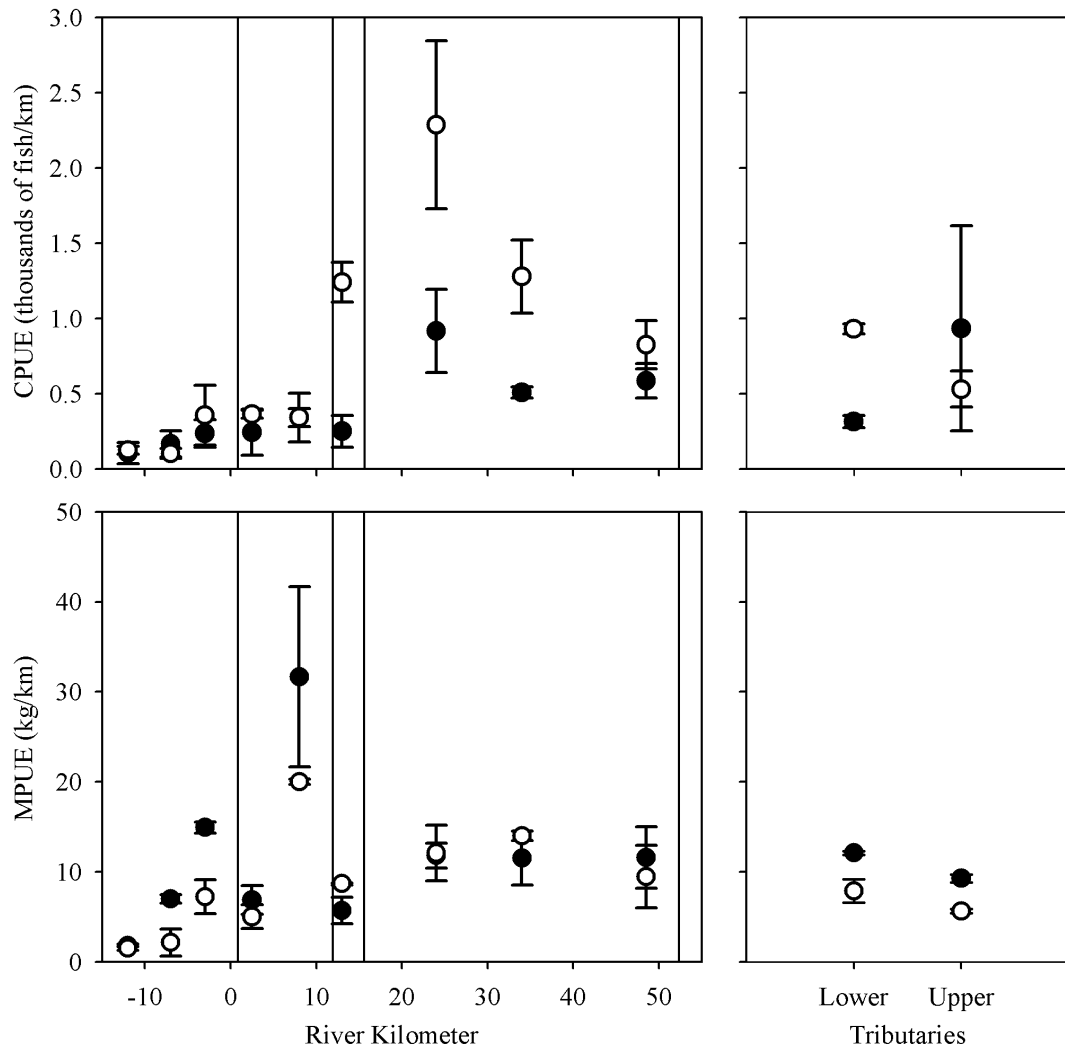 3.0
2.5
2.0
1.5
1.0
0.5
0.0
CPUE (thousands of fish/km)
50
40
30
20
10
0
MPUE (kg/km)
-10 0 10 20 30 40 50
River Kilometer
Lower Upper
Tributaries